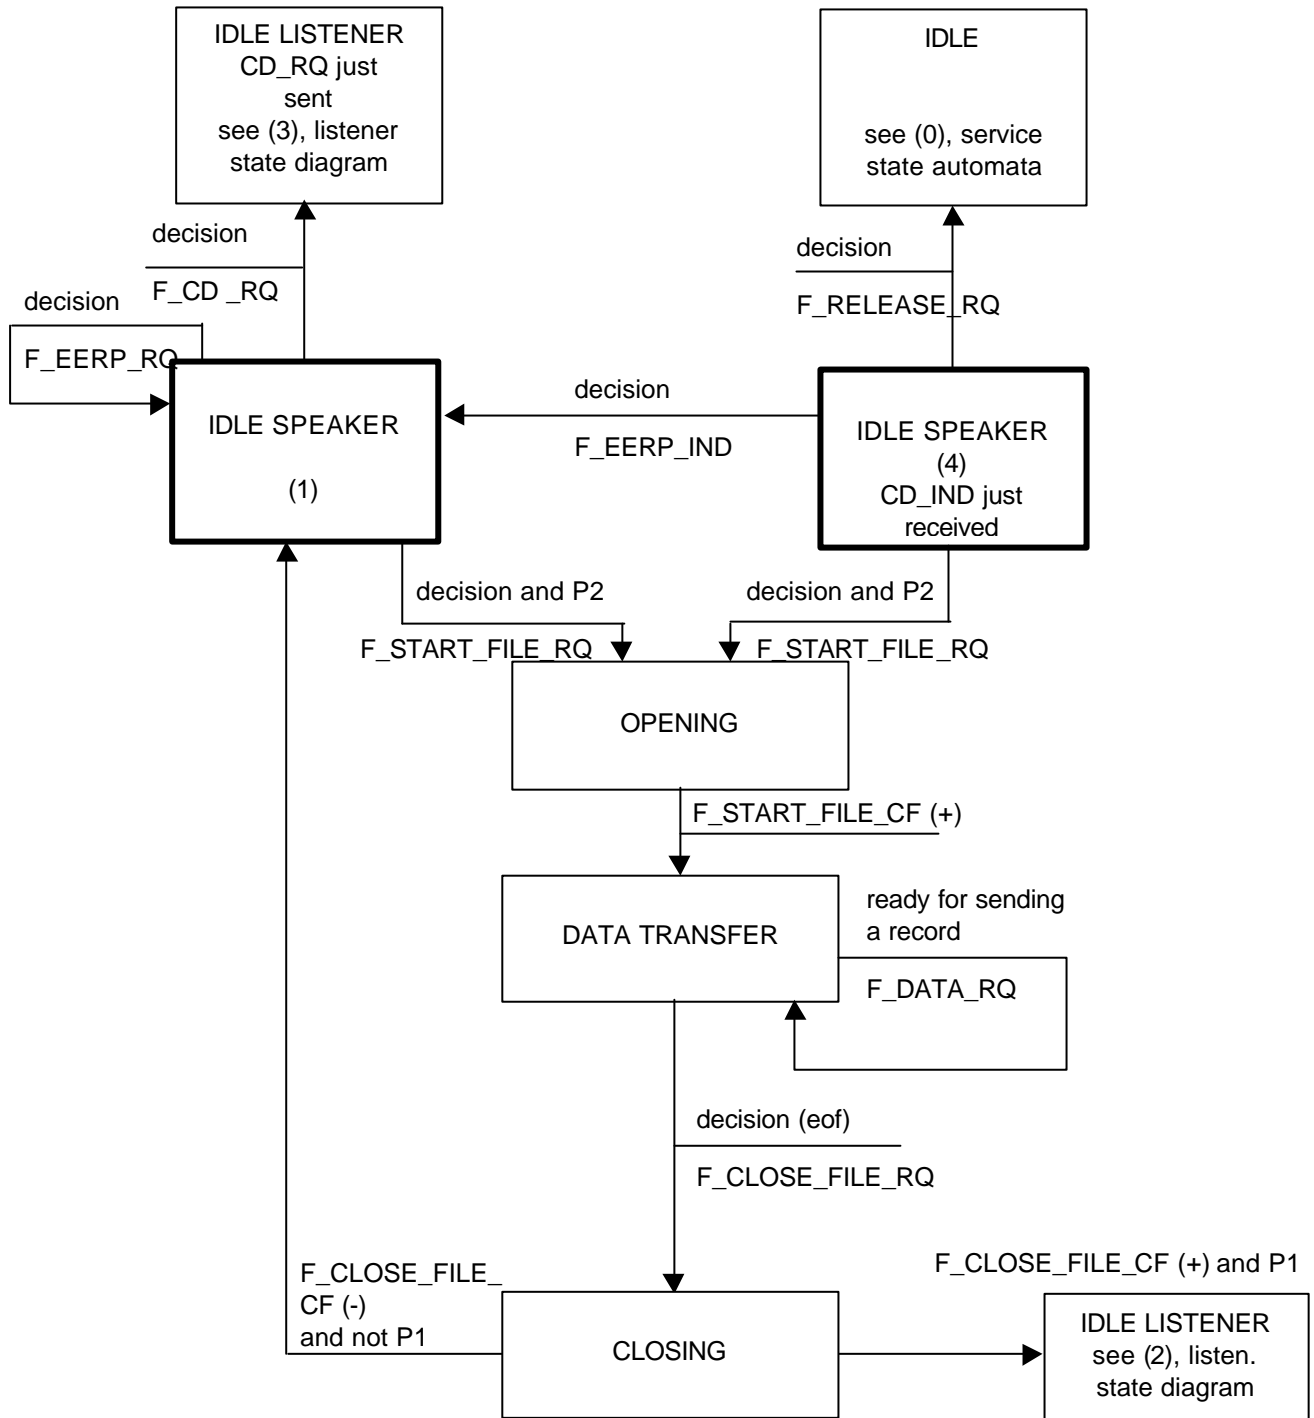 IDLE LISTENER
CD_RQ just
sent
see (3), listener
state diagram
IDLE
see (0), service
state automata
decision
F_CD _RQ
decision
F_RELEASE_RQ
decision
F_EERP_RQ
IDLE SPEAKER
(1)
decision
F_EERP_IND
IDLE SPEAKER
(4)
CD_IND just
received
decision and P2
F_START_FILE_RQ
decision and P2
F_START_FILE_RQ
OPENING
F_START_FILE_CF (+)
DATA TRANSFER
ready for sending
a record
F_DATA_RQ
decision (eof)
F_CLOSE_FILE_RQ
F_CLOSE_FILE_
CF (-)
and not P1
CLOSING
F_CLOSE_FILE_CF (+) and P1
IDLE LISTENER
see (2), listen.
state diagram